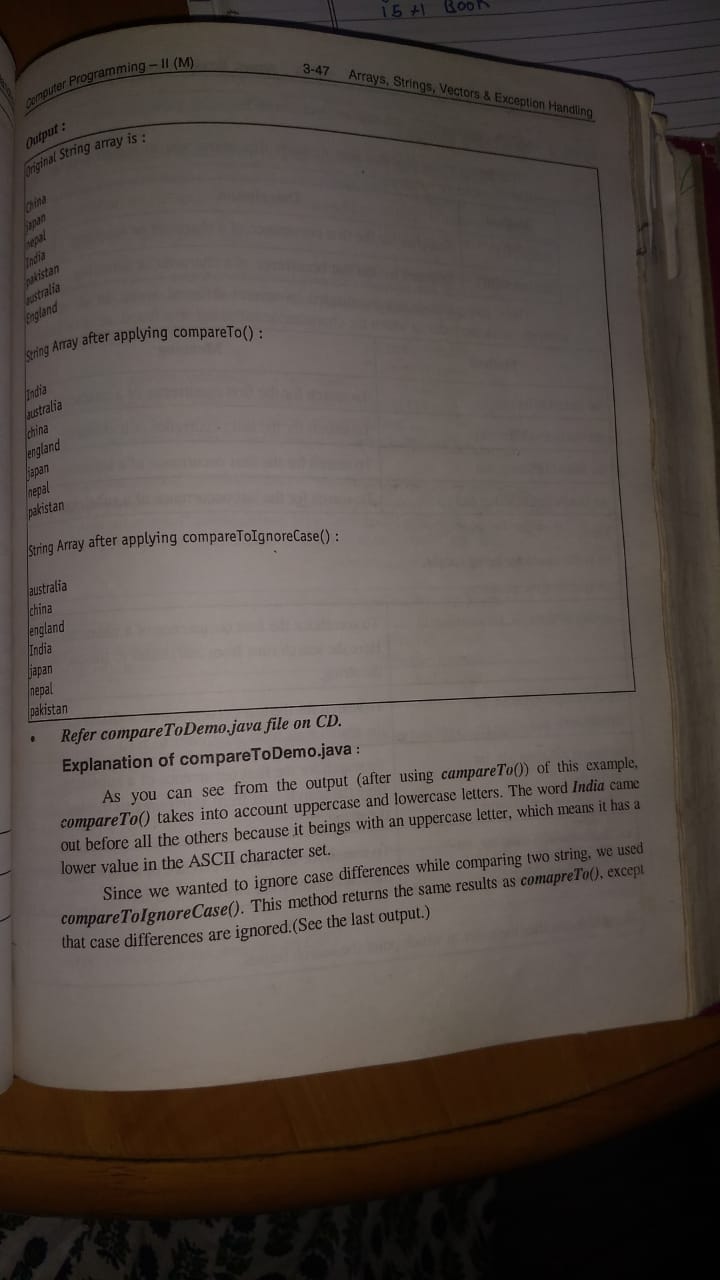 i5 +1 Book
Computer Programming – II (M) 3-47 Arrays, Strings, Vectors & Exception Handling
Output :
Original String array is :
China
japan
nepal
India
pakistan
australia
England
String Array after applying compareTo() :
India
australia
china
england
japan
nepal
pakistan
String Array after applying compareToIgnoreCase() :
australia
china
england
India
japan
nepal
pakistan
• Refer compareToDemo.java file on CD.
Explanation of compareToDemo.java :
As you can see from the output (after using campareTo()) of this example,
compareTo() takes into account uppercase and lowercase letters. The word India came
out before all the others because it beings with an uppercase letter, which means it has a
lower value in the ASCII character set.
Since we wanted to ignore case differences while comparing two string, we used
compareToIgnoreCase(). This method returns the same results as comapreTo(), except
that case differences are ignored.(See the last output.)